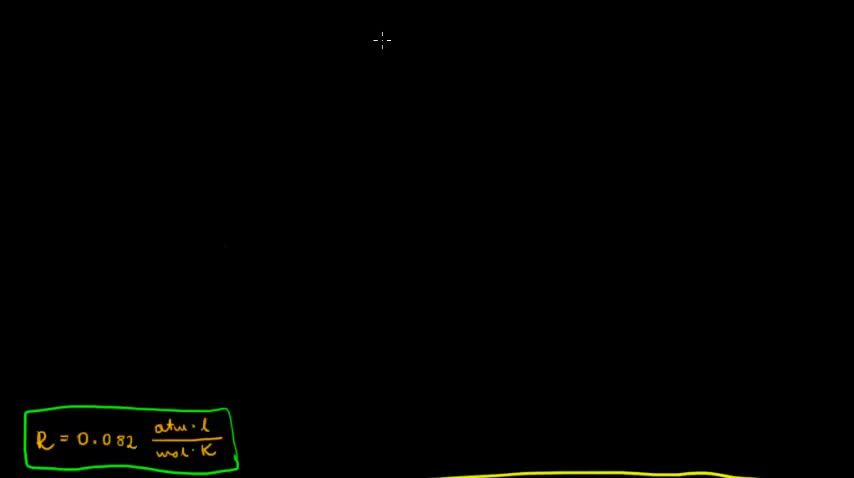 R = 0.082 atm·l / mol·K